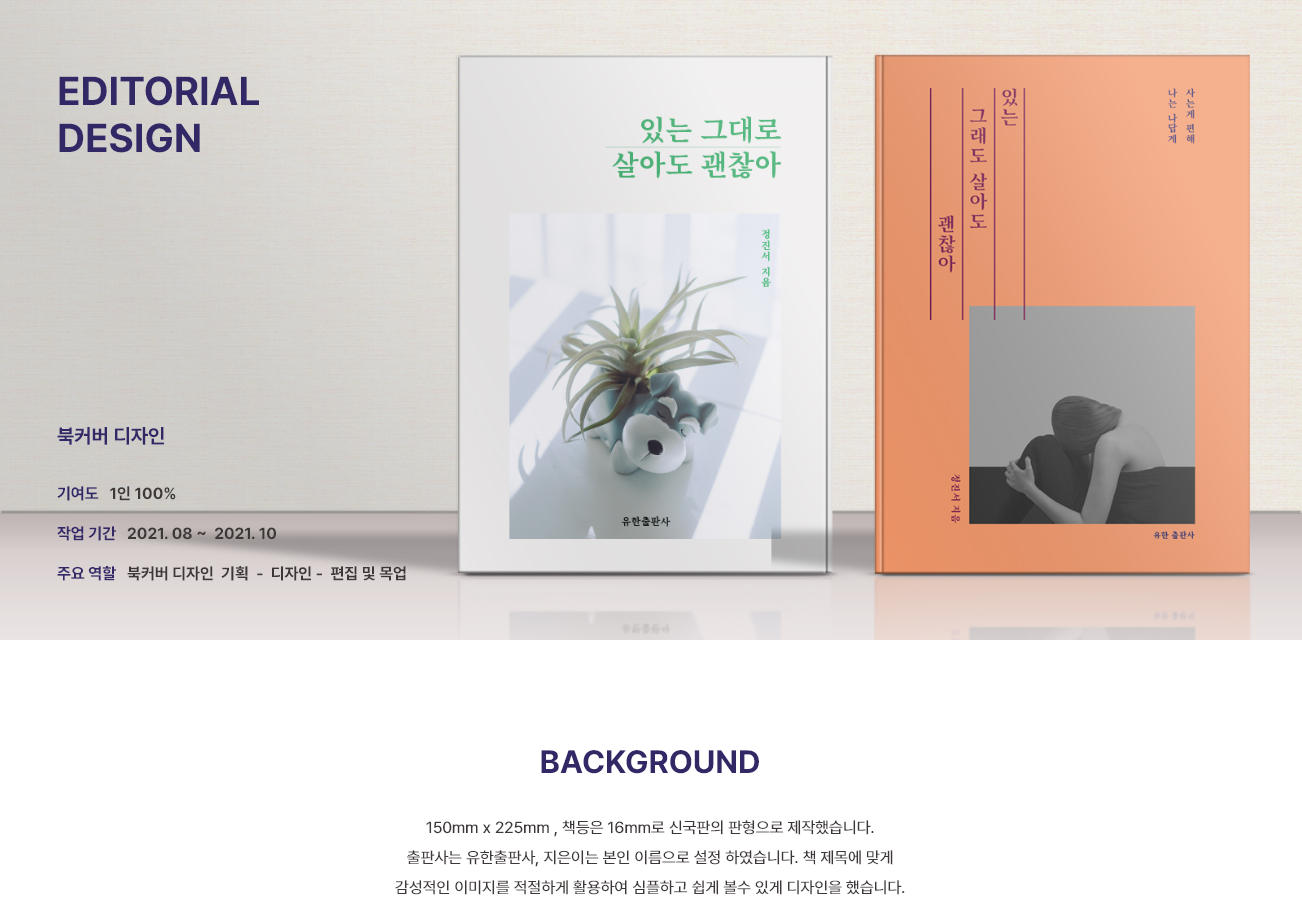 EDITORIAL
DESIGN
북커버 디자인
기여도 1인 100%
작업 기간 2021. 08 ~ 2021. 10
주요 역할 북커버 디자인 기획 - 디자인 - 편집 및 목업
있는 그대로
살아도 괜찮아
정진서 지음
유한출판사
있는
그래도 살아도
괜찮아
사는게 편해
나는 나답게
정진서 지음
유한 출판사
BACKGROUND
150mm x 225mm , 책등은 16mm로 신국판의 판형으로 제작했습니다.
출판사는 유한출판사, 지은이는 본인 이름으로 설정 하였습니다. 책 제목에 맞게
감성적인 이미지를 적절하게 활용하여 심플하고 쉽게 볼수 있게 디자인을 했습니다.